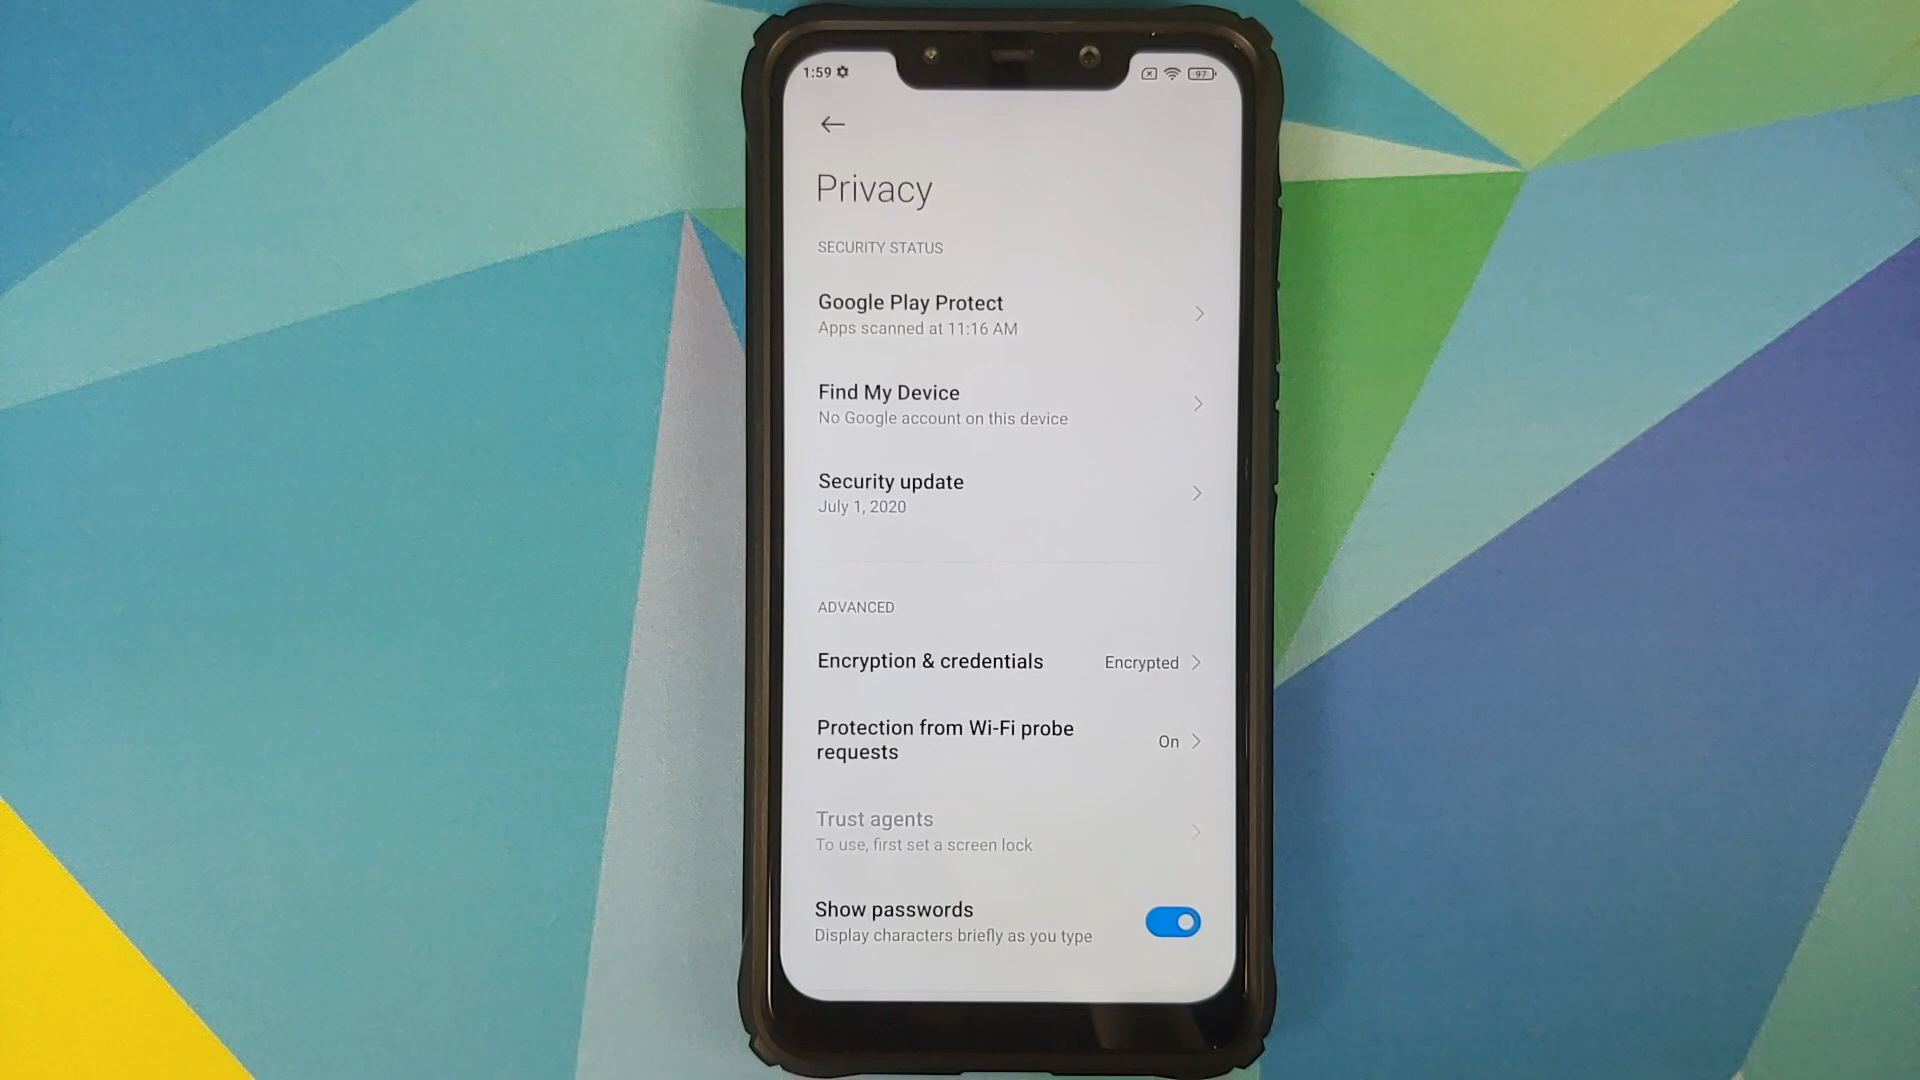 1:59
97
Privacy
SECURITY STATUS
Google Play Protect
Apps scanned at 11:16 AM
Find My Device
No Google account on this device
Security update
July 1, 2020
ADVANCED
Encryption & credentials
Encrypted
Protection from Wi-Fi probe
requests
On
Trust agents
To use, first set a screen lock
Show passwords
Display characters briefly as you type